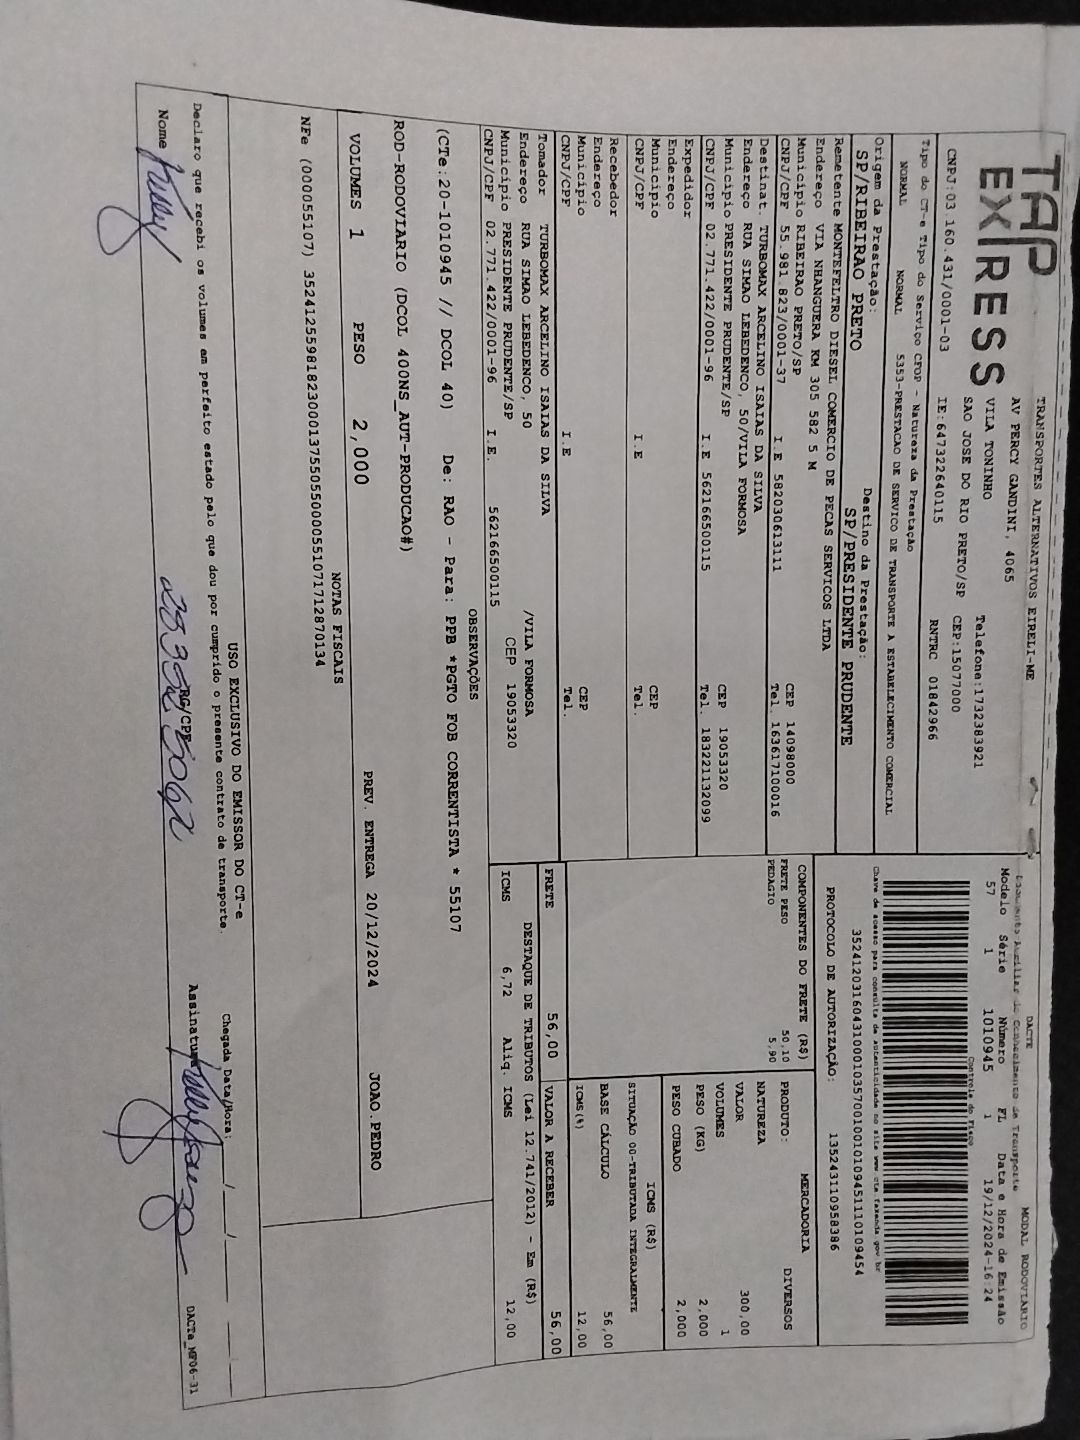 TAP
EXPRESS
TRANSPORTES ALTERNATIVOS EIRELI-ME
AV PERCY GANDINI, 4065
VILA TONINHO Telefone:1732383921
SAO JOSE DO RIO PRETO/SP CEP:15077000
CNPJ:03.160.431/0001-03 IE:647322640115 RNTRC 01842966
DACTE MODAL RODOVIARIO
Documento Auxiliar do Conhecimento de Transporte
Modelo Série Número FL Data e Hora de Emissão
57 1 1010945 1 19/12/2024-16:24
Controle do Fisco
Chave de acesso para consulta de autenticidade no site www.cte.fazenda.gov.br
PROTOCOLO DE AUTORIZAÇÃO: 135243110958386
Tipo do CT-e Tipo do Serviço CFOP - Natureza da Prestação
NORMAL NORMAL 5353-PRESTACAO DE SERVICO DE TRANSPORTE A ESTABELECIMENTO COMERCIAL
Origem da Prestação: Destino da Prestação:
SP/RIBEIRAO PRETO SP/PRESIDENTE PRUDENTE
Remetente MONTEFELTRO DIESEL COMERCIO DE PECAS SERVICOS LTDA
Endereço VIA NHANGUERA KM 305 582 5 M
Município RIBEIRAO PRETO/SP CEP 14098000
CNPJ/CPF 55.981.823/0001-37 I.E 582030613111 Tel. 163617100016
Destinat. TURBOMAX ARCELINO ISAIAS DA SILVA
Endereço RUA SIMAO LEBEDENCO, 50/VILA FORMOSA
Município PRESIDENTE PRUDENTE/SP CEP 19053320
CNPJ/CPF 02.771.422/0001-96 I.E 562166500115 Tel. 183221132099
Expedidor
Endereço
Município CEP
CNPJ/CPF I.E Tel.
Recebedor
Endereço
Município CEP
CNPJ/CPF I.E Tel.
Tomador TURBOMAX ARCELINO ISAIAS DA SILVA
Endereço RUA SIMAO LEBEDENCO, 50 /VILA FORMOSA
Município PRESIDENTE PRUDENTE/SP CEP 19053320
CNPJ/CPF 02.771.422/0001-96 I.E. 562166500115
COMPONENTES DO FRETE (R$)
FRETE PESO 50,10
PEDAGIO 5,90
PRODUTO: MERCADORIA DIVERSOS
NATUREZA
VALOR 300,00
VOLUMES 1
PESO (KG) 2,000
PESO CUBADO 2,000
ICMS (R$)
SITUAÇÃO 00-TRIBUTADA INTEGRALMENTE
BASE CÁLCULO 56,00
ICMS(%) 12,00
FRETE 56,00 VALOR A RECEBER 56,00
DESTAQUE DE TRIBUTOS (Lei 12.741/2012) - Em (R$)
ICMS 6,72 Aliq. ICMS 12,00
OBSERVAÇÕES
(CTe:20-1010945 // DCOL 40) De: RAO - Para: PPB *PGTO FOB CORRENTISTA * 55107
ROD-RODOVIARIO (DCOL 400NS_AUT-PRODUCAO#)
VOLUMES 1 PESO 2,000 PREV. ENTREGA 20/12/2024 JOAO.PEDRO
NOTAS FISCAIS
NFe (000055107)
USO EXCLUSIVO DO EMISSOR DO CT-e
Declaro que recebi os volumes em perfeito estado pelo que dou por cumprido o presente contrato de transporte.
Chegada Data/Hora: __/__/____
Nome Kelly RG/CPF Assinatura
DACTe_MF06-31